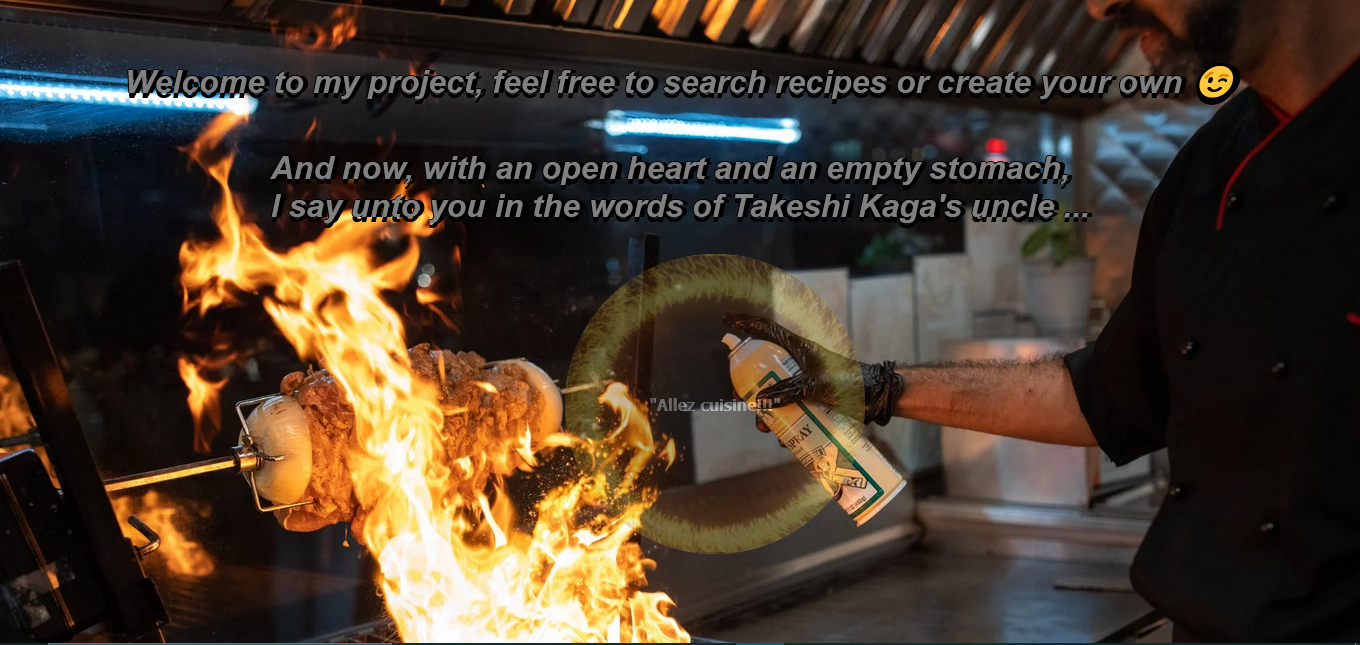 Welcome to my project, feel free to search recipes or create your own 😉
And now, with an open heart and an empty stomach,
I say unto you in the words of Takeshi Kaga's uncle ...
"Allez cuisine!!!"
SPRAY